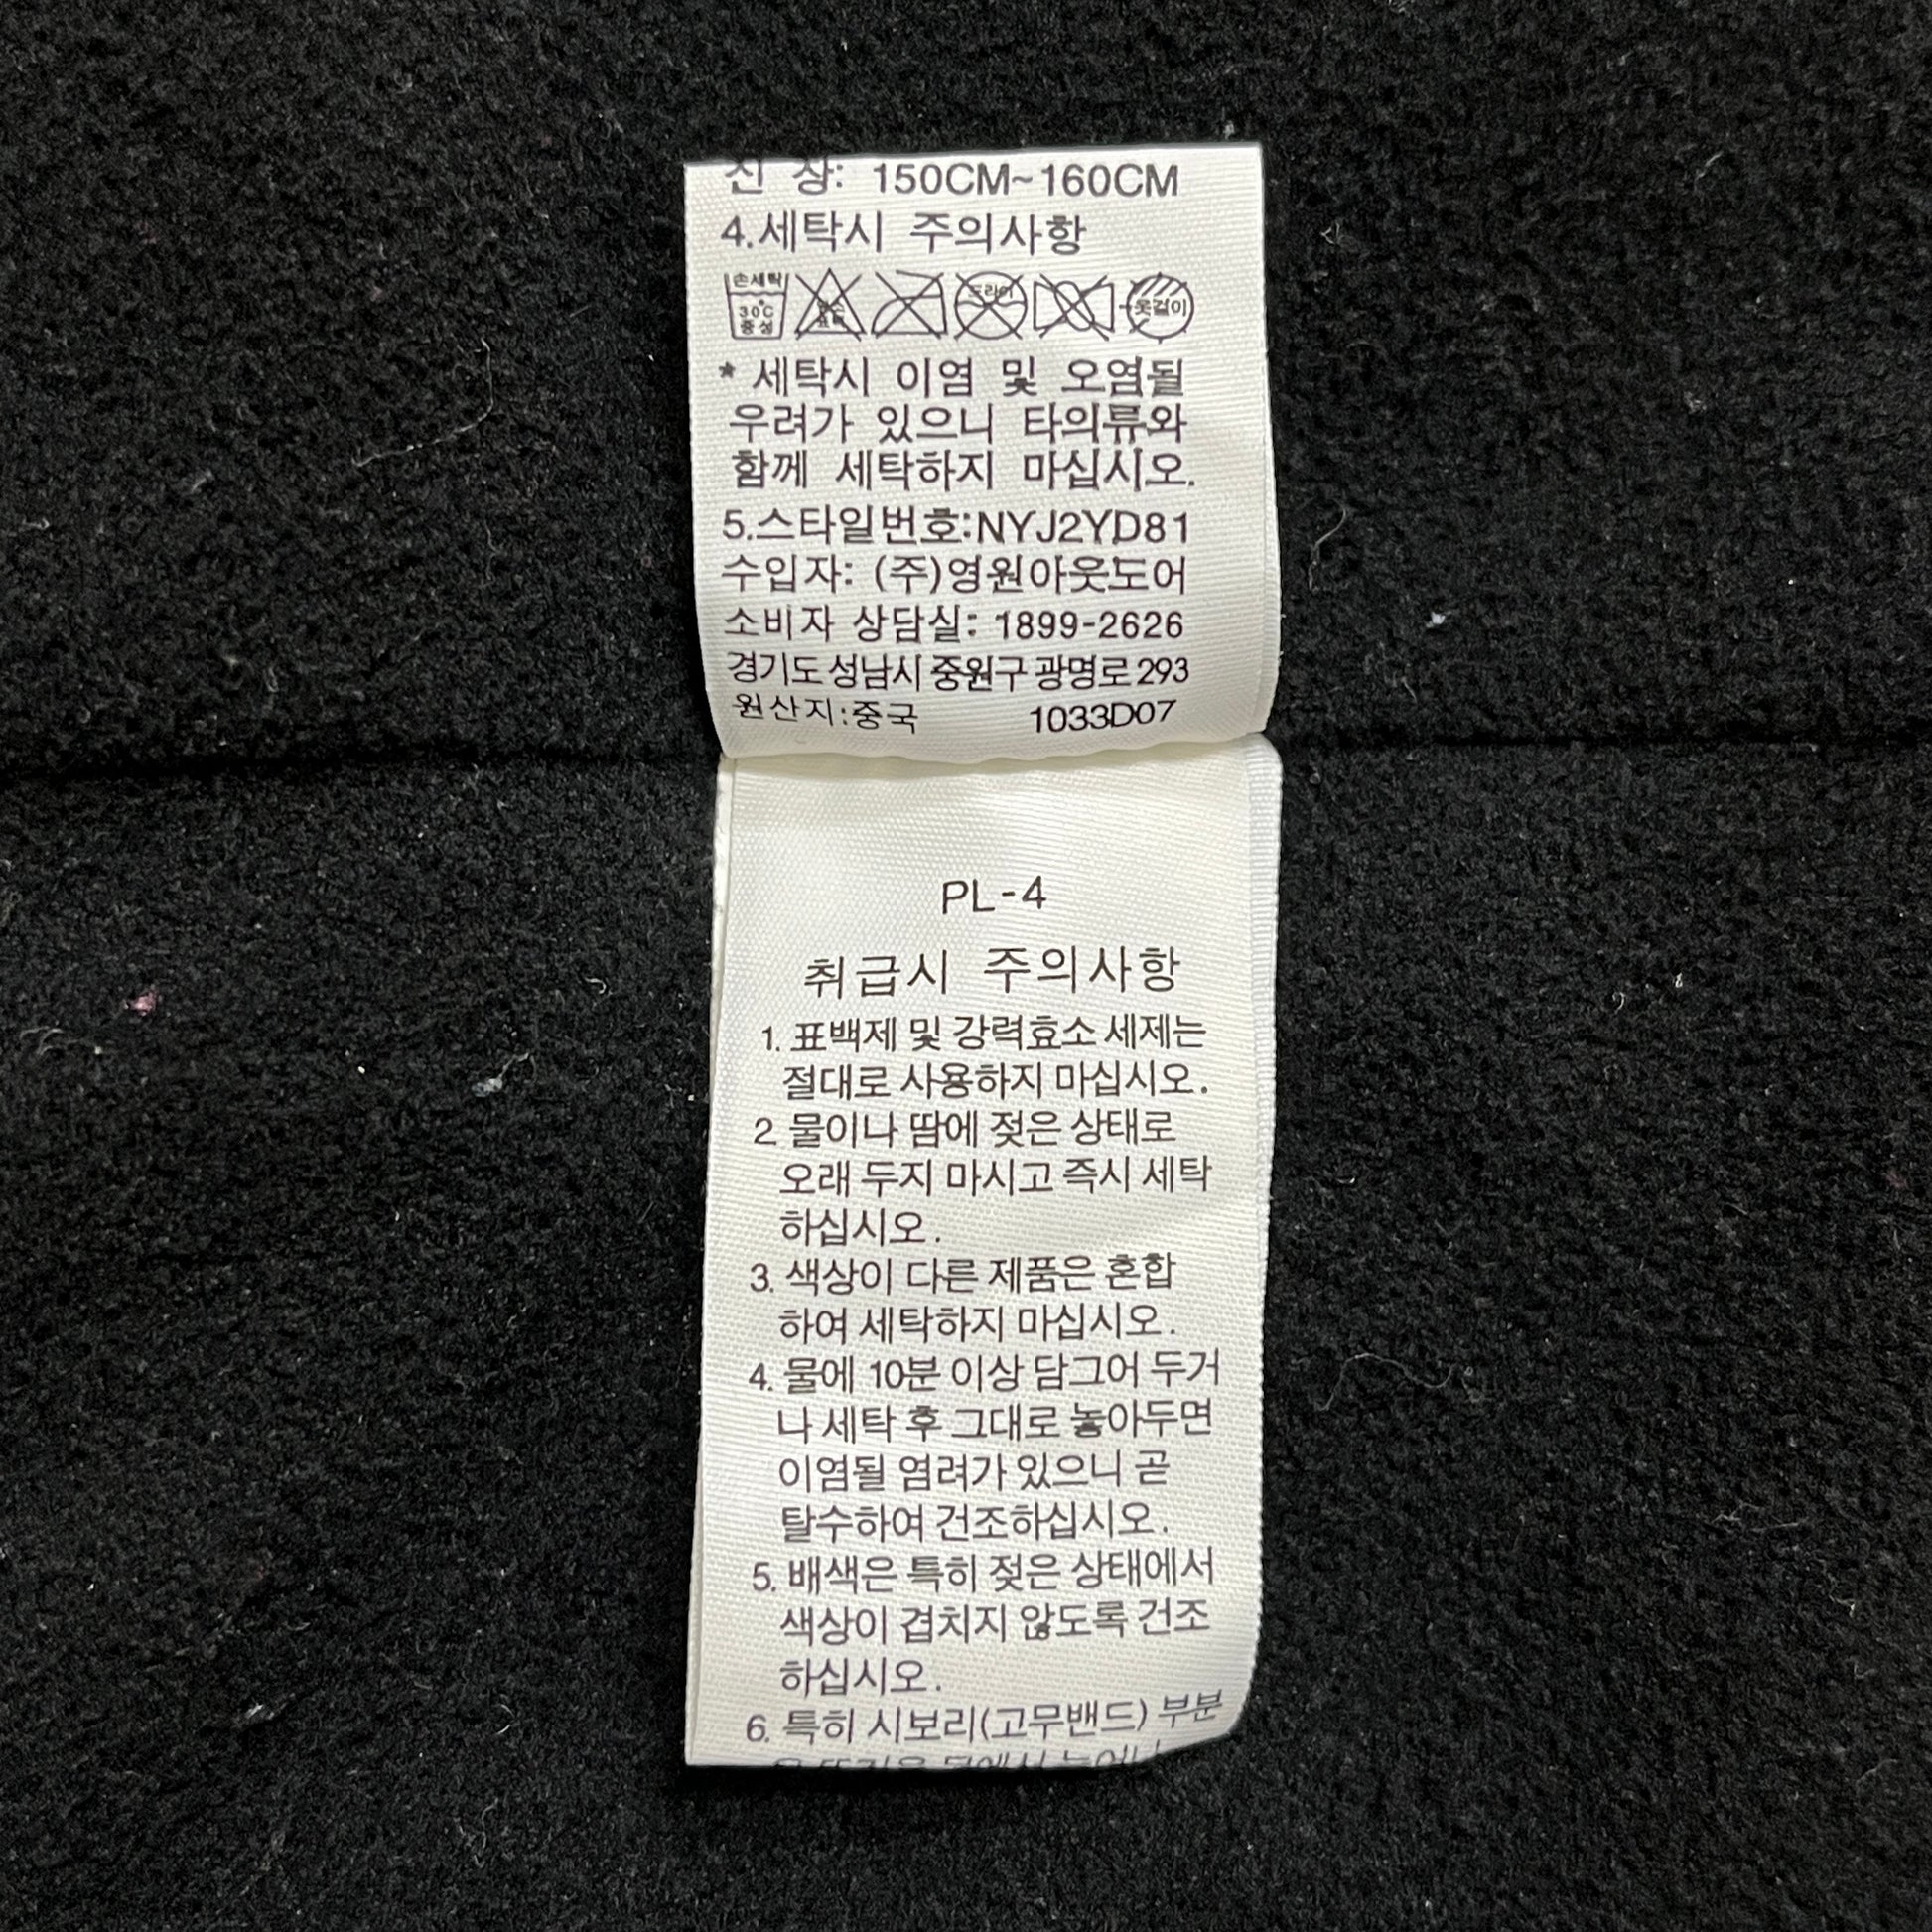 신 장: 150CM~160CM
4.세탁시 주의사항
손세탁
30°C
중성
드라이
옷걸이
* 세탁시 이염 및 오염될
우려가 있으니 타의류와
함께 세탁하지 마십시오.
5.스타일번호:NYJ2YD81
수입자: (주)영원아웃도어
소비자 상담실: 1899-2626
경기도 성남시 중원구 광명로 293
원산지:중국 1033D07
PL-4
취급시 주의사항
1. 표백제 및 강력효소 세제는
절대로 사용하지 마십시오.
2. 물이나 땀에 젖은 상태로
오래 두지 마시고 즉시 세탁
하십시오.
3. 색상이 다른 제품은 혼합
하여 세탁하지 마십시오.
4. 물에 10분 이상 담그어 두거
나 세탁 후 그대로 놓아두면
이염될 염려가 있으니 곧
탈수하여 건조하십시오.
5. 배색은 특히 젖은 상태에서
색상이 겹치지 않도록 건조
하십시오.
6. 특히 시보리(고무밴드) 부분